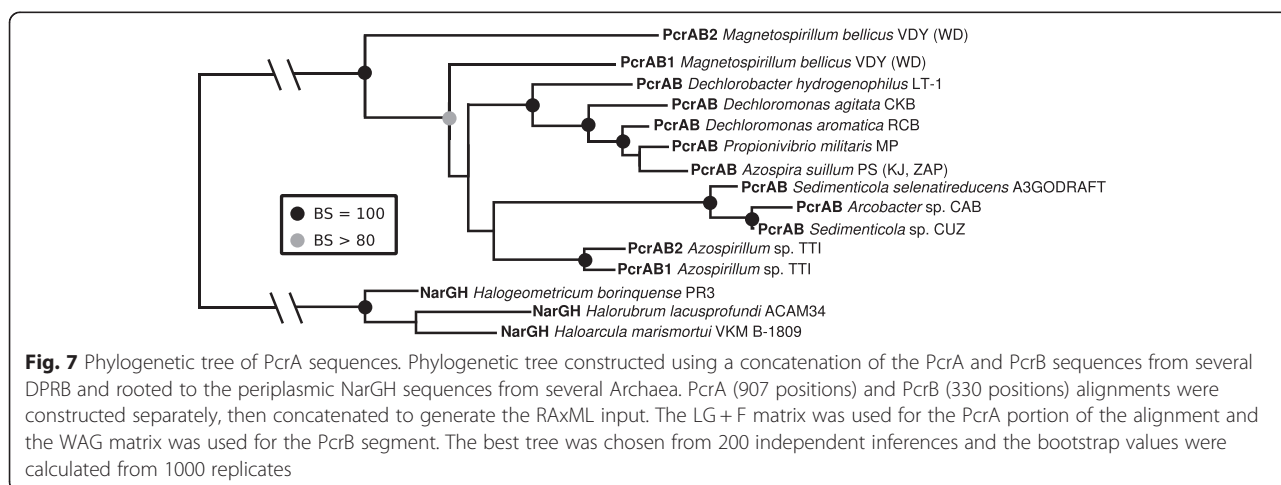 PcrAB2 Magnetospirillum bellicus VDY (WD)
PcrAB1 Magnetospirillum bellicus VDY (WD)
PcrAB Dechlorobacter hydrogenophilus LT-1
PcrAB Dechloromonas agitata CKB
PcrAB Dechloromonas aromatica RCB
PcrAB Propionivibrio militaris MP
PcrAB Azospira suillum PS (KJ, ZAP)
PcrAB Sedimenticola selenatireducens A3GODRAFT
PcrAB Arcobacter sp. CAB
PcrAB Sedimenticola sp. CUZ
PcrAB2 Azospirillum sp. TTI
PcrAB1 Azospirillum sp. TTI
BS = 100
BS > 80
NarGH Halogeometricum borinquense PR3
NarGH Halorubrum lacusprofundi ACAM34
NarGH Haloarcula marismortui VKM B-1809
Fig. 7 Phylogenetic tree of PcrA sequences. Phylogenetic tree constructed using a concatenation of the PcrA and PcrB sequences from several
DPRB and rooted to the periplasmic NarGH sequences from several Archaea. PcrA (907 positions) and PcrB (330 positions) alignments were
constructed separately, then concatenated to generate the RAxML input. The LG + F matrix was used for the PcrA portion of the alignment and
the WAG matrix was used for the PcrB segment. The best tree was chosen from 200 independent inferences and the bootstrap values were
calculated from 1000 replicates